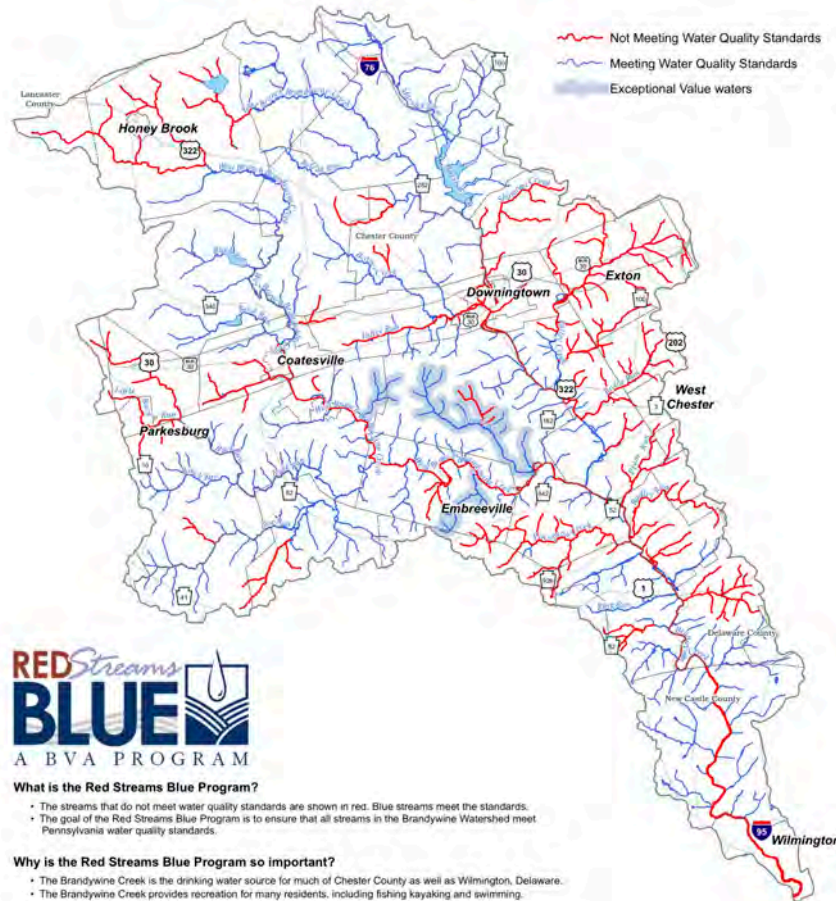 Not Meeting Water Quality Standards
Meeting Water Quality Standards
Exceptional Value waters
76
100
Lancaster
County
Honey Brook
322
282
Chester County
30
Exton
Downingtown
30
100
340
202
Coatesville
322
West
Chester
30
Parkesburg
162
10
82
Embreeville
842
52
1
41
Delaware County
52
New Castle County
95
Wilmington
RED Streams
BLUE
A BVA PROGRAM
What is the Red Streams Blue Program?
• The streams that do not meet water quality standards are shown in red. Blue streams meet the standards.
• The goal of the Red Streams Blue Program is to ensure that all streams in the Brandywine Watershed meet
Pennsylvania water quality standards.
Why is the Red Streams Blue Program so important?
• The Brandywine Creek is the drinking water source for much of Chester County as well as Wilmington, Delaware.
• The Brandywine Creek provides recreation for many residents, including fishing kayaking and swimming.